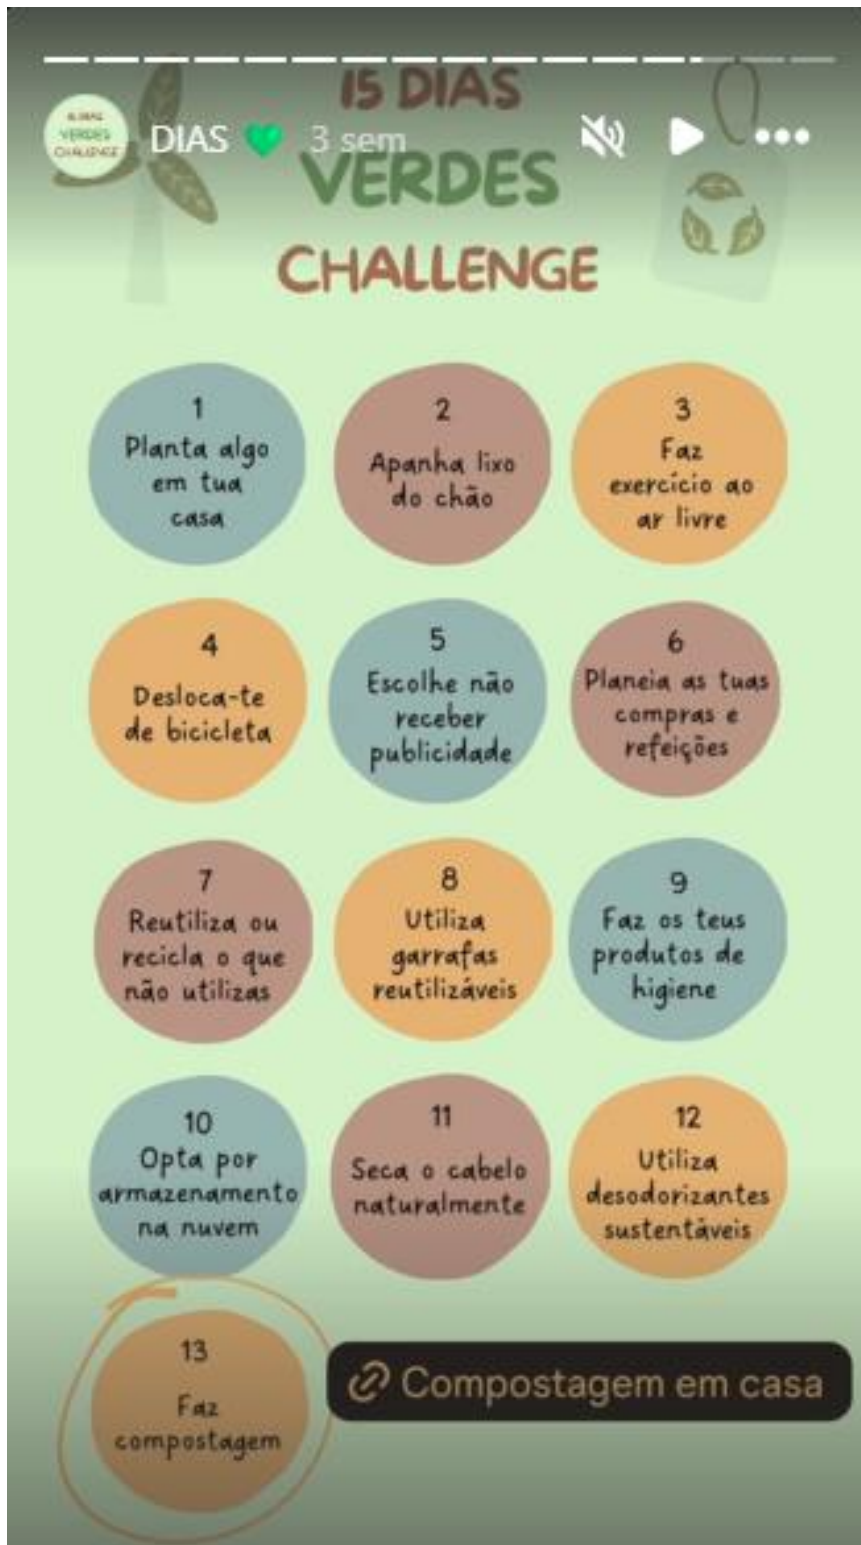 15 DIAS
VERDES
CHALLENGE
VERDES
CHALLENGE
DIAS
3 sem
1
Planta algo
em tua
casa
2
Apanha lixo
do chão
3
Faz
exercício ao
ar livre
4
Desloca-te
de bicicleta
5
Escolhe não
receber
publicidade
6
Planeia as tuas
compras e
refeições
7
Reutiliza ou
recicla o que
não utilizas
8
Utiliza
garrafas
reutilizáveis
9
Faz os teus
produtos de
higiene
10
Opta por
armazenamento
na nuvem
11
Seca o cabelo
naturalmente
12
Utiliza
desodorizantes
sustentáveis
13
Faz
compostagem
Compostagem em casa